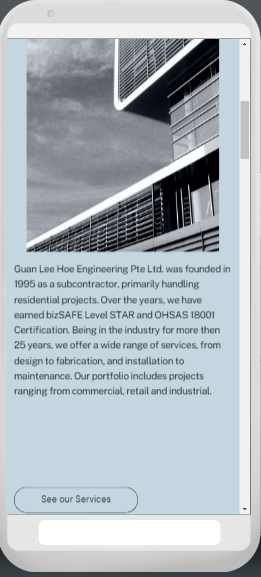 Guan Lee Hoe Engineering Pte Ltd. was founded in
1995 as a subcontractor, primarily handling
residential projects. Over the years, we have
earned bizSAFE Level STAR and OHSAS 18001
Certification. Being in the industry for more then
25 years, we offer a wide range of services, from
design to fabrication, and installation to
maintenance. Our portfolio includes projects
ranging from commercial, retail and industrial.
See our Services